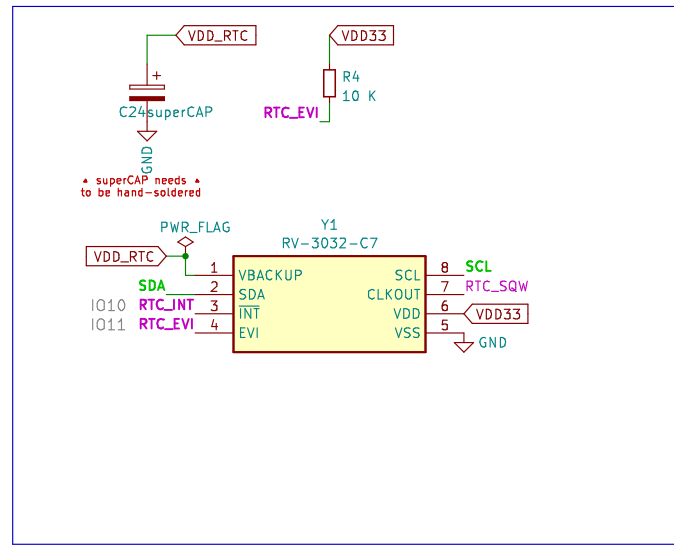 VDD_RTC
VDD33
+
R4
10 K
C24superCAP
RTC_EVI
GND
▲ superCAP needs ▲
to be hand-soldered
PWR_FLAG
Y1
RV-3032-C7
VDD_RTC
1 VBACKUP SCL 8 SCL
SDA 2 SDA CLKOUT 7 RTC_SQW
IO10 RTC_INT 3 INT VDD 6 VDD33
IO11 RTC_EVI 4 EVI VSS 5 GND